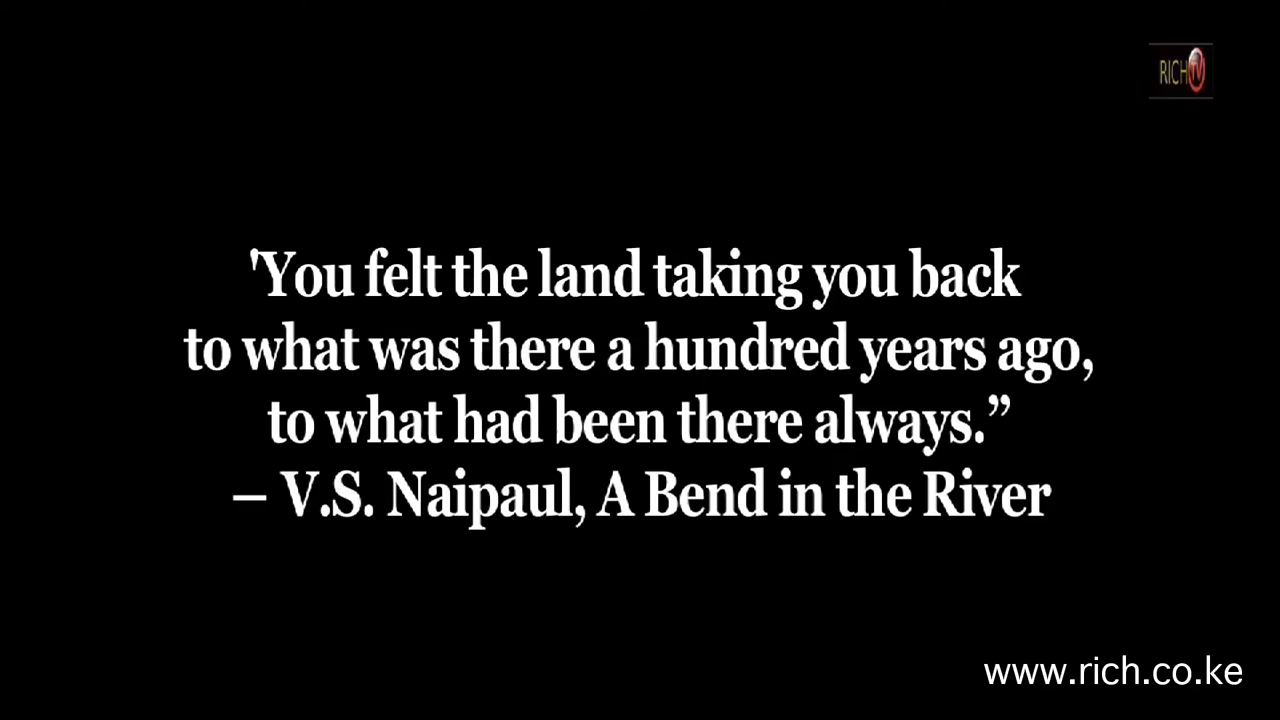 RICH TV
'You felt the land taking you back
to what was there a hundred years ago,
to what had been there always.”
– V.S. Naipaul, A Bend in the River
www.rich.co.ke